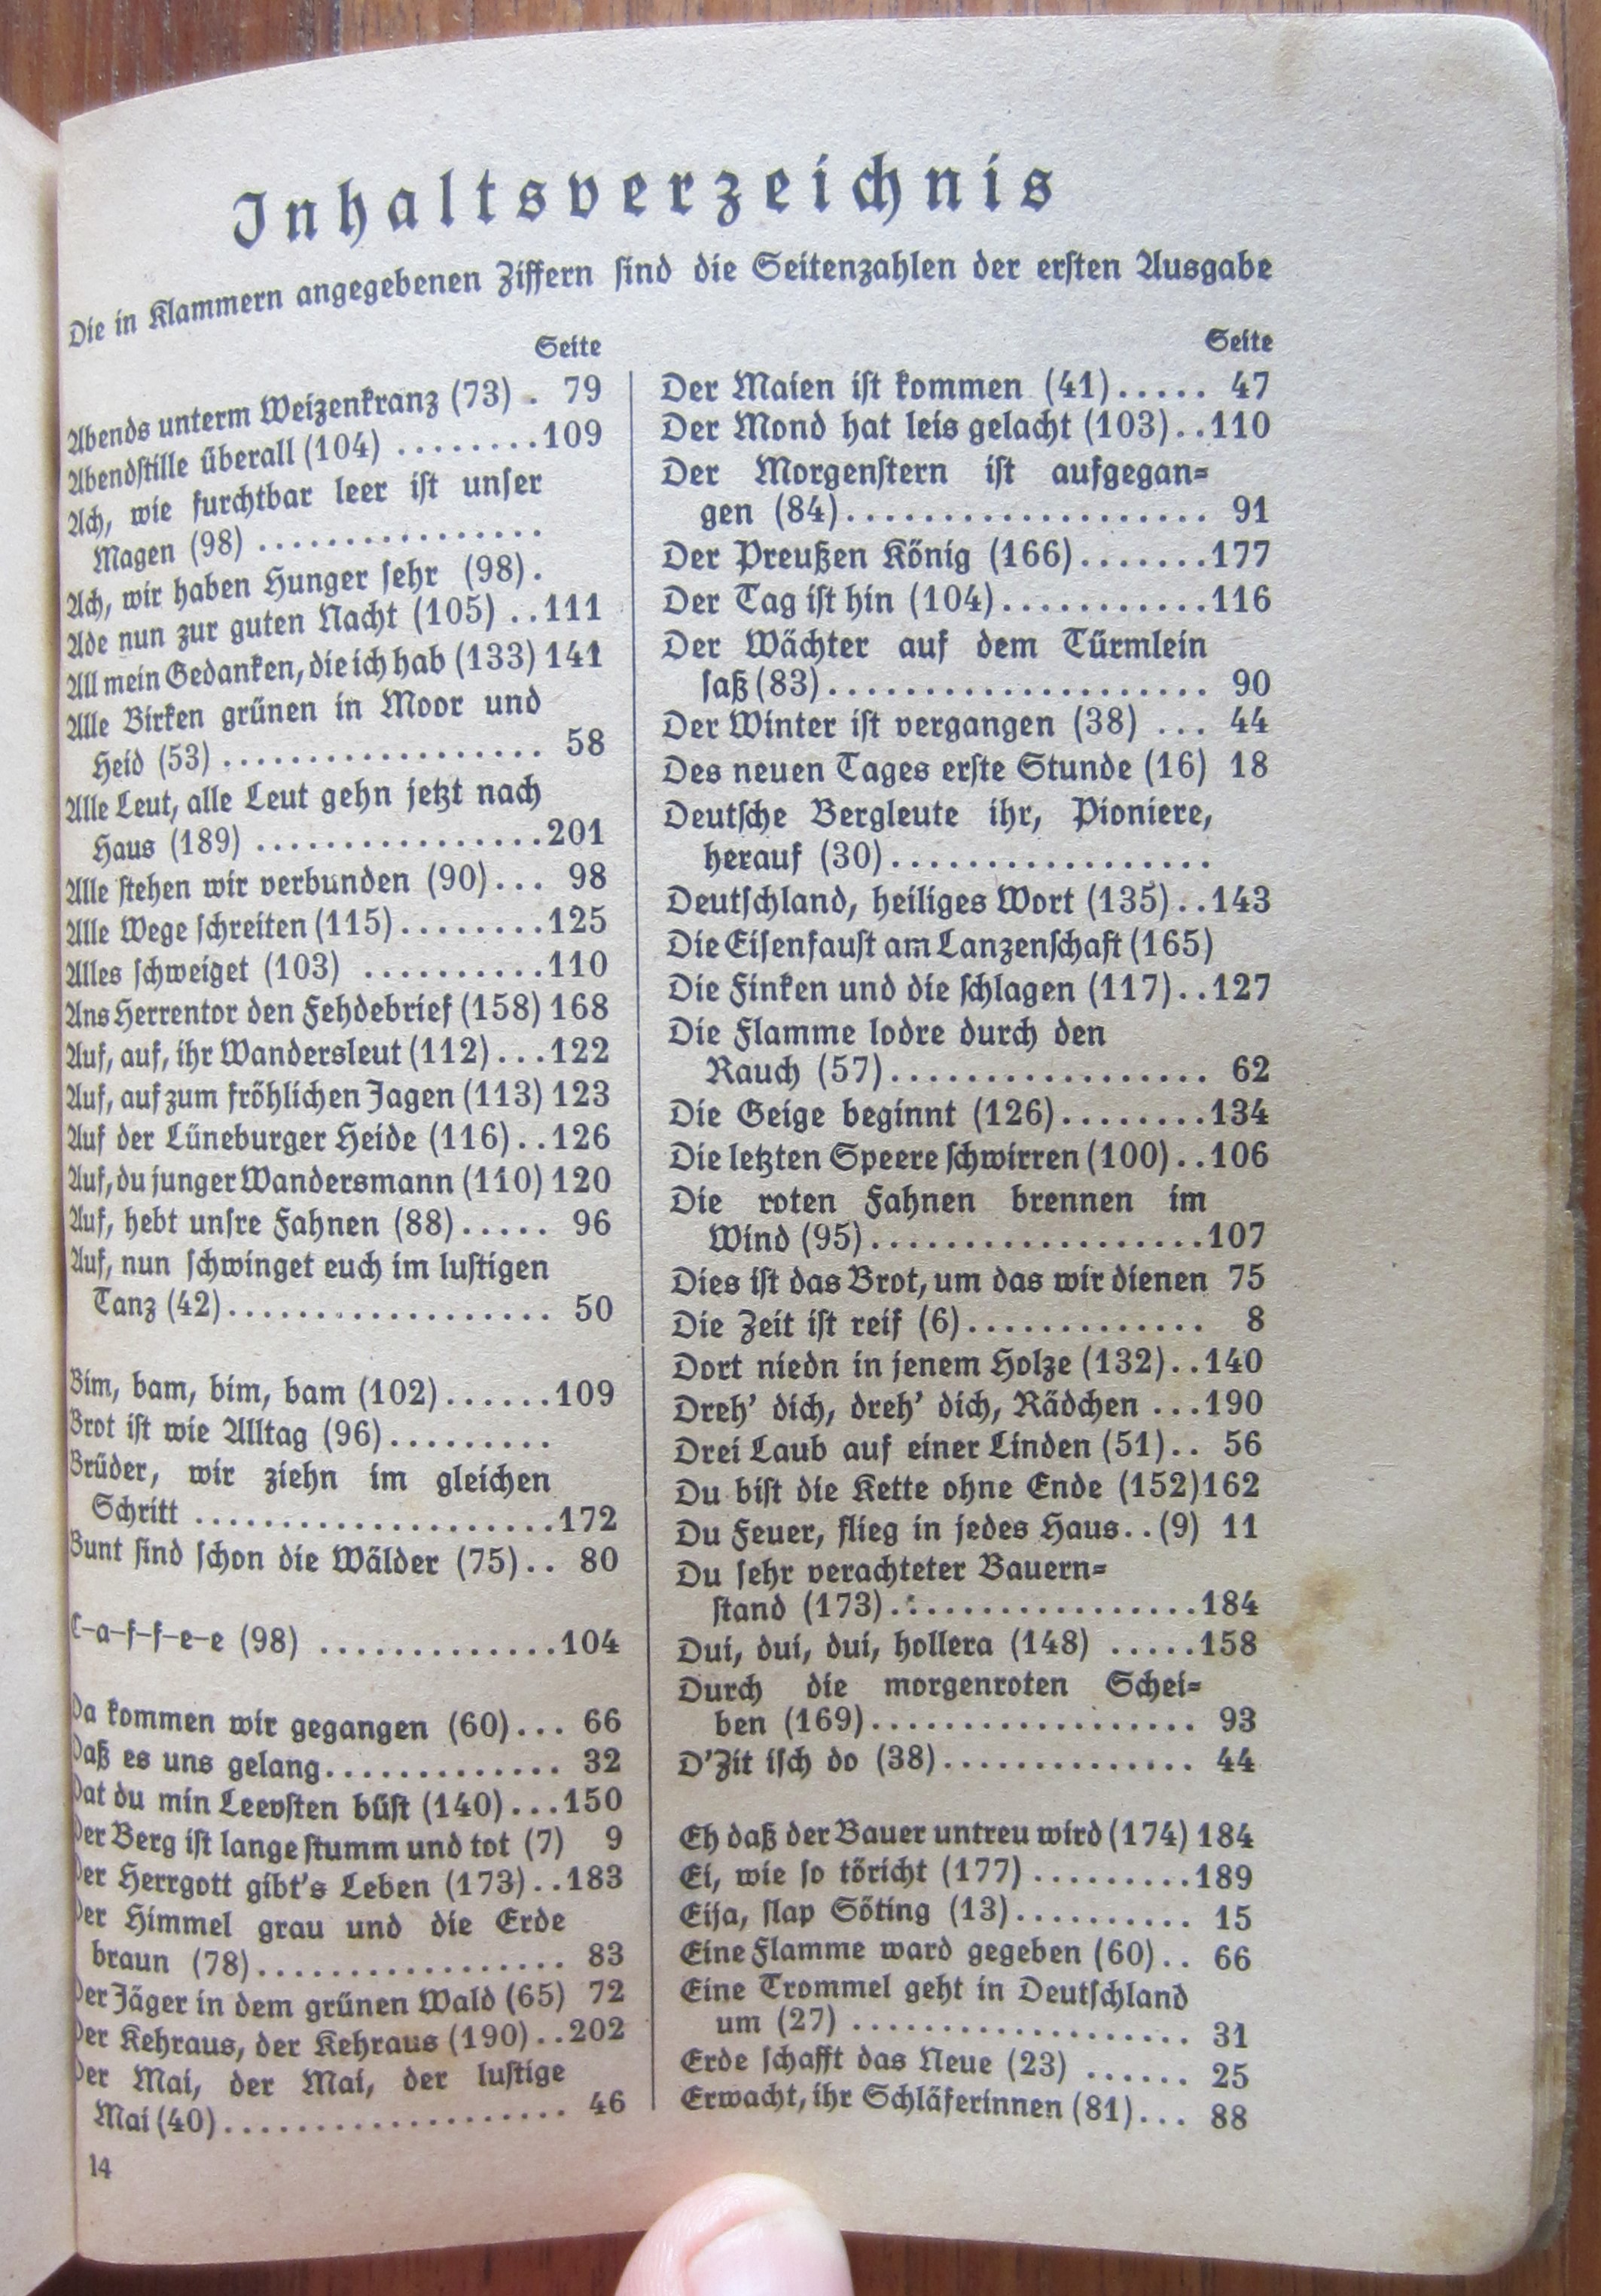 Inhaltsverzeichnis
Die in Klammern angegebenen Ziffern sind die Seitenzahlen der ersten Ausgabe
Seite
Abends unterm Weizenkranz (73) . 79
Abendstille überall (104) ........109
Ach, wie furchtbar leer ist unser
Magen (98) ................
Ach, wir haben Hunger sehr (98).
Ade nun zur guten Nacht (105) ..111
All mein Gedanken, die ich hab (133) 141
Alle Birken grünen in Moor und
Heid (53) .................. 58
Alle Leut, alle Leut gehn jetzt nach
Haus (189) ................201
Alle stehen wir verbunden (90)... 98
Alle Wege schreiten (115)........125
Alles schweiget (103) ..........110
Ans Herrentor den Fehdebrief (158) 168
Auf, auf, ihr Wandersleut (112)...122
Auf, auf zum fröhlichen Jagen (113) 123
Auf der Lüneburger Heide (116)..126
Auf, du junger Wandersmann (110) 120
Auf, hebt unsre Fahnen (88)..... 96
Auf, nun schwinget euch im lustigen
Tanz (42).................. 50
Bim, bam, bim, bam (102)......109
Brot ist wie Alltag (96).........
Brüder, wir ziehn im gleichen
Schritt ....................172
Bunt sind schon die Wälder (75).. 80
C-a-f-f-e-e (98) .............104
Da kommen wir gegangen (60)... 66
Daß es uns gelang............. 32
Dat du min Leevsten büst (140)...150
Der Berg ist lange stumm und tot (7) 9
Der Herrgott gibt's Leben (173)..183
Der Himmel grau und die Erde
braun (78)................. 83
Der Jäger in dem grünen Wald (65) 72
Der Kehraus, der Kehraus (190)..202
Der Mai, der Mai, der lustige
Mai (40)................... 46
14
Seite
Der Maien ist kommen (41)..... 47
Der Mond hat leis gelacht (103)..110
Der Morgenstern ist aufgegan=
gen (84).................... 91
Der Preußen König (166).......177
Der Tag ist hin (104)...........116
Der Wächter auf dem Türmlein
saß (83)..................... 90
Der Winter ist vergangen (38) ... 44
Des neuen Tages erste Stunde (16) 18
Deutsche Bergleute ihr, Pioniere,
herauf (30)..................
Deutschland, heiliges Wort (135)..143
Die Eisenfaust am Lanzenschaft (165)
Die Finken und die schlagen (117)..127
Die Flamme lodre durch den
Rauch (57).................. 62
Die Geige beginnt (126)........134
Die letzten Speere schwirren (100)..106
Die roten Fahnen brennen im
Wind (95)...................107
Dies ist das Brot, um das wir dienen 75
Die Zeit ist reif (6)............. 8
Dort niedn in jenem Holze (132)..140
Dreh' dich, dreh' dich, Rädchen ...190
Drei Laub auf einer Linden (51).. 56
Du bist die Kette ohne Ende (152)162
Du Feuer, flieg in jedes Haus..(9) 11
Du sehr verachteter Bauern=
stand (173)..................184
Dui, dui, dui, hollera (148) .....158
Durch die morgenroten Schei=
ben (169)................... 93
D'Zit isch do (38).............. 44
Eh daß der Bauer untreu wird (174) 184
Ei, wie so töricht (177) .........189
Eija, slap Söting (13).......... 15
Eine Flamme ward gegeben (60).. 66
Eine Trommel geht in Deutschland
um (27) ................... 31
Erde schafft das Neue (23) ...... 25
Erwacht, ihr Schläferinnen (81)... 88